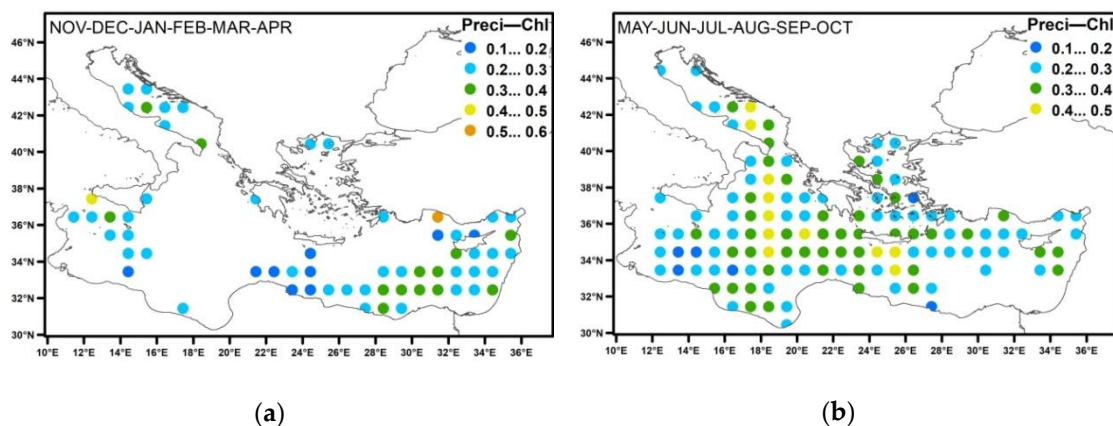 NOV-DEC-JAN-FEB-MAR-APR
Preci—Chl
0.1... 0.2
0.2... 0.3
0.3... 0.4
0.4... 0.5
0.5... 0.6
46°N
44°N
42°N
40°N
38°N
36°N
34°N
32°N
30°N
10°E 12°E 14°E 16°E 18°E 20°E 22°E 24°E 26°E 28°E 30°E 32°E 34°E 36°E
(a)
MAY-JUN-JUL-AUG-SEP-OCT
Preci—Chl
0.1... 0.2
0.2... 0.3
0.3... 0.4
0.4... 0.5
46°N
44°N
42°N
40°N
38°N
36°N
34°N
32°N
30°N
10°E 12°E 14°E 16°E 18°E 20°E 22°E 24°E 26°E 28°E 30°E 32°E 34°E 36°E
(b)